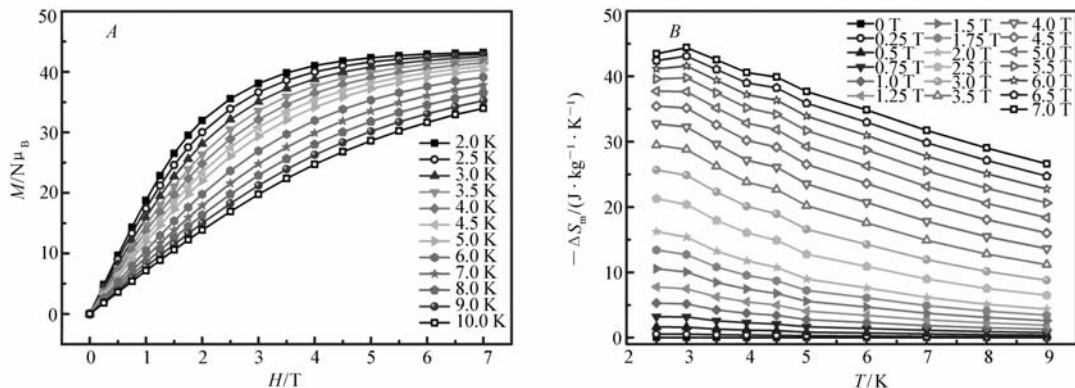 A
M/Nμ_B
50
40
30
20
10
0
2.0 K
2.5 K
3.0 K
3.5 K
4.0 K
4.5 K
5.0 K
6.0 K
7.0 K
8.0 K
9.0 K
10.0 K
0 1 2 3 4 5 6 7
H/T
B
−ΔS_m/(J·kg⁻¹·K⁻¹)
50
40
30
20
10
0
0 T 1.5 T 4.0 T
0.25 T 1.75 T 4.5 T
0.5 T 2.0 T 5.0 T
0.75 T 2.5 T 5.5 T
1.0 T 3.0 T 6.0 T
1.25 T 3.5 T 6.5 T
7.0 T
2 3 4 5 6 7 8 9
T/K